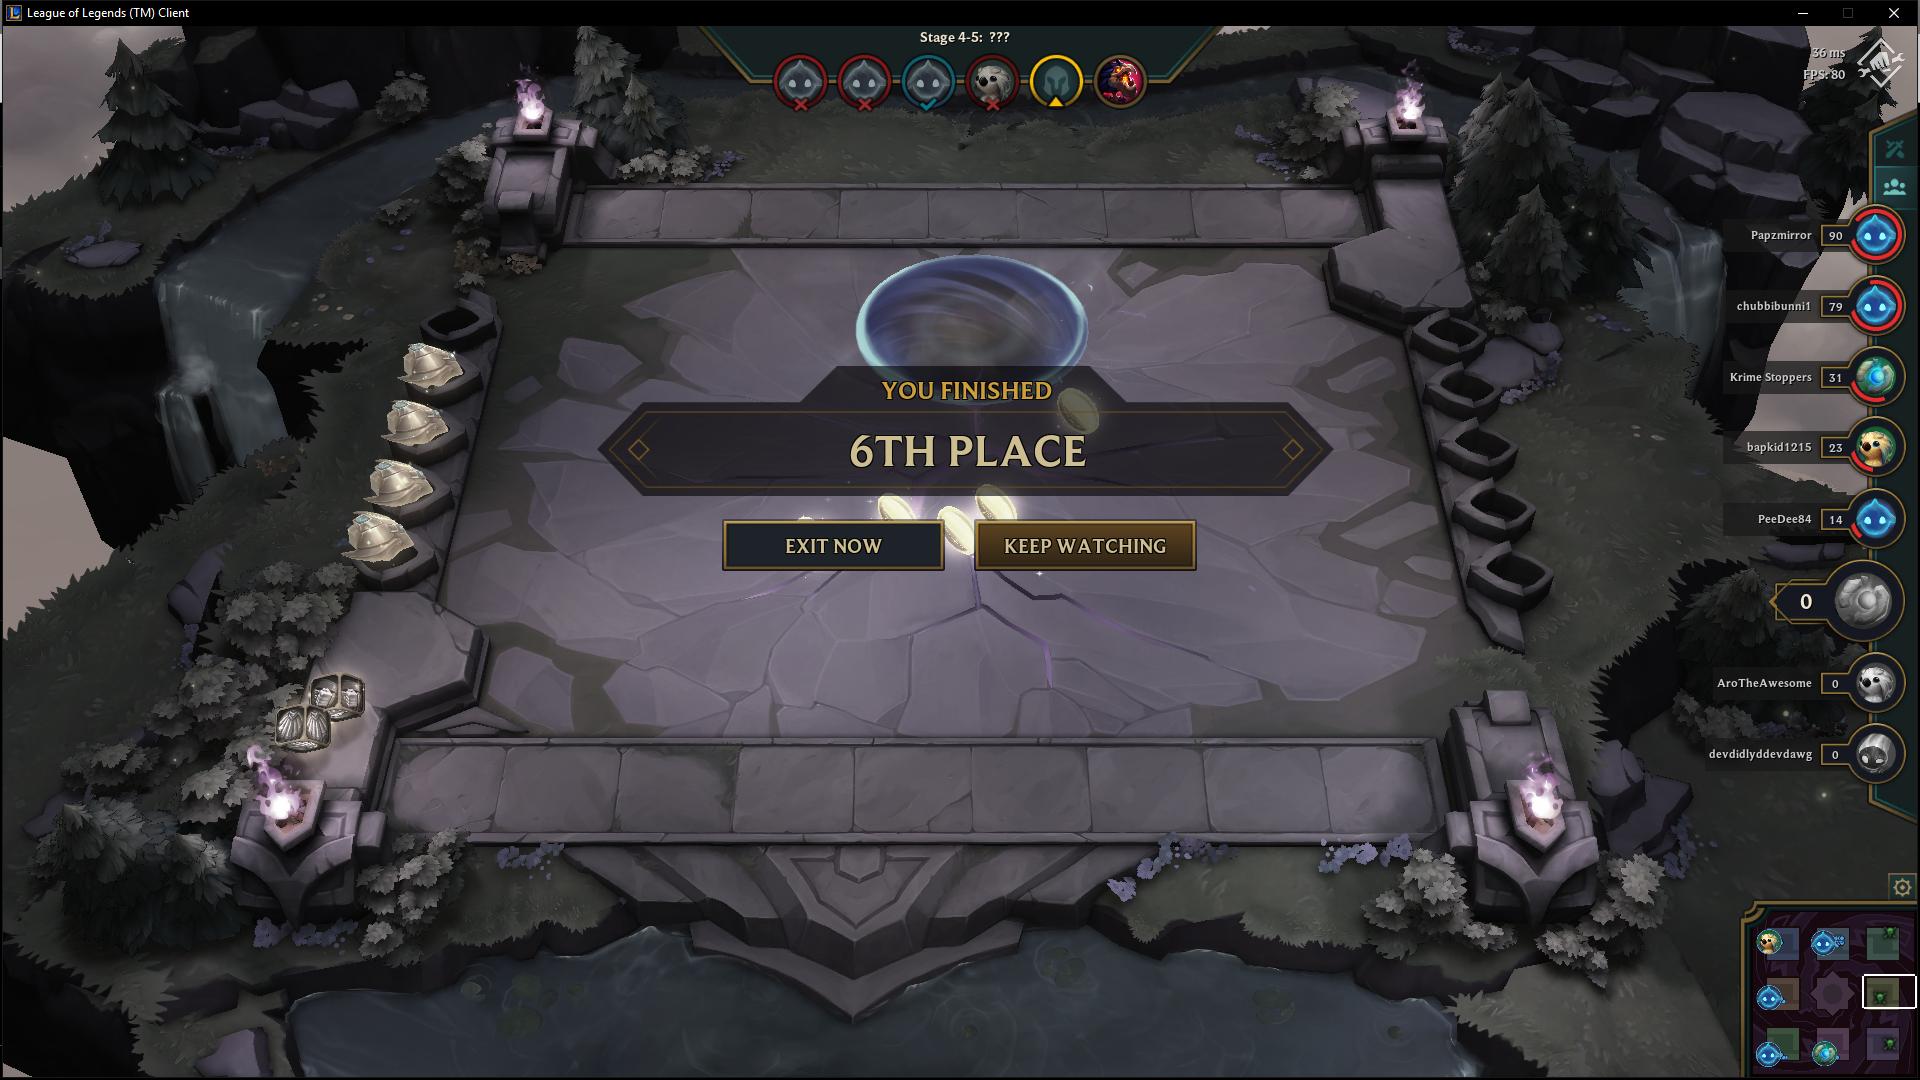 League of Legends (TM) Client
Stage 4-5: ???
36 ms
FPS: 80
Papzmirror 90
chubbibunni1 79
Krime Stoppers 31
YOU FINISHED
6TH PLACE
bapkid1215 23
PeeDee84 14
EXIT NOW
KEEP WATCHING
0
AroTheAwesome 0
devdidlyddevdawg 0